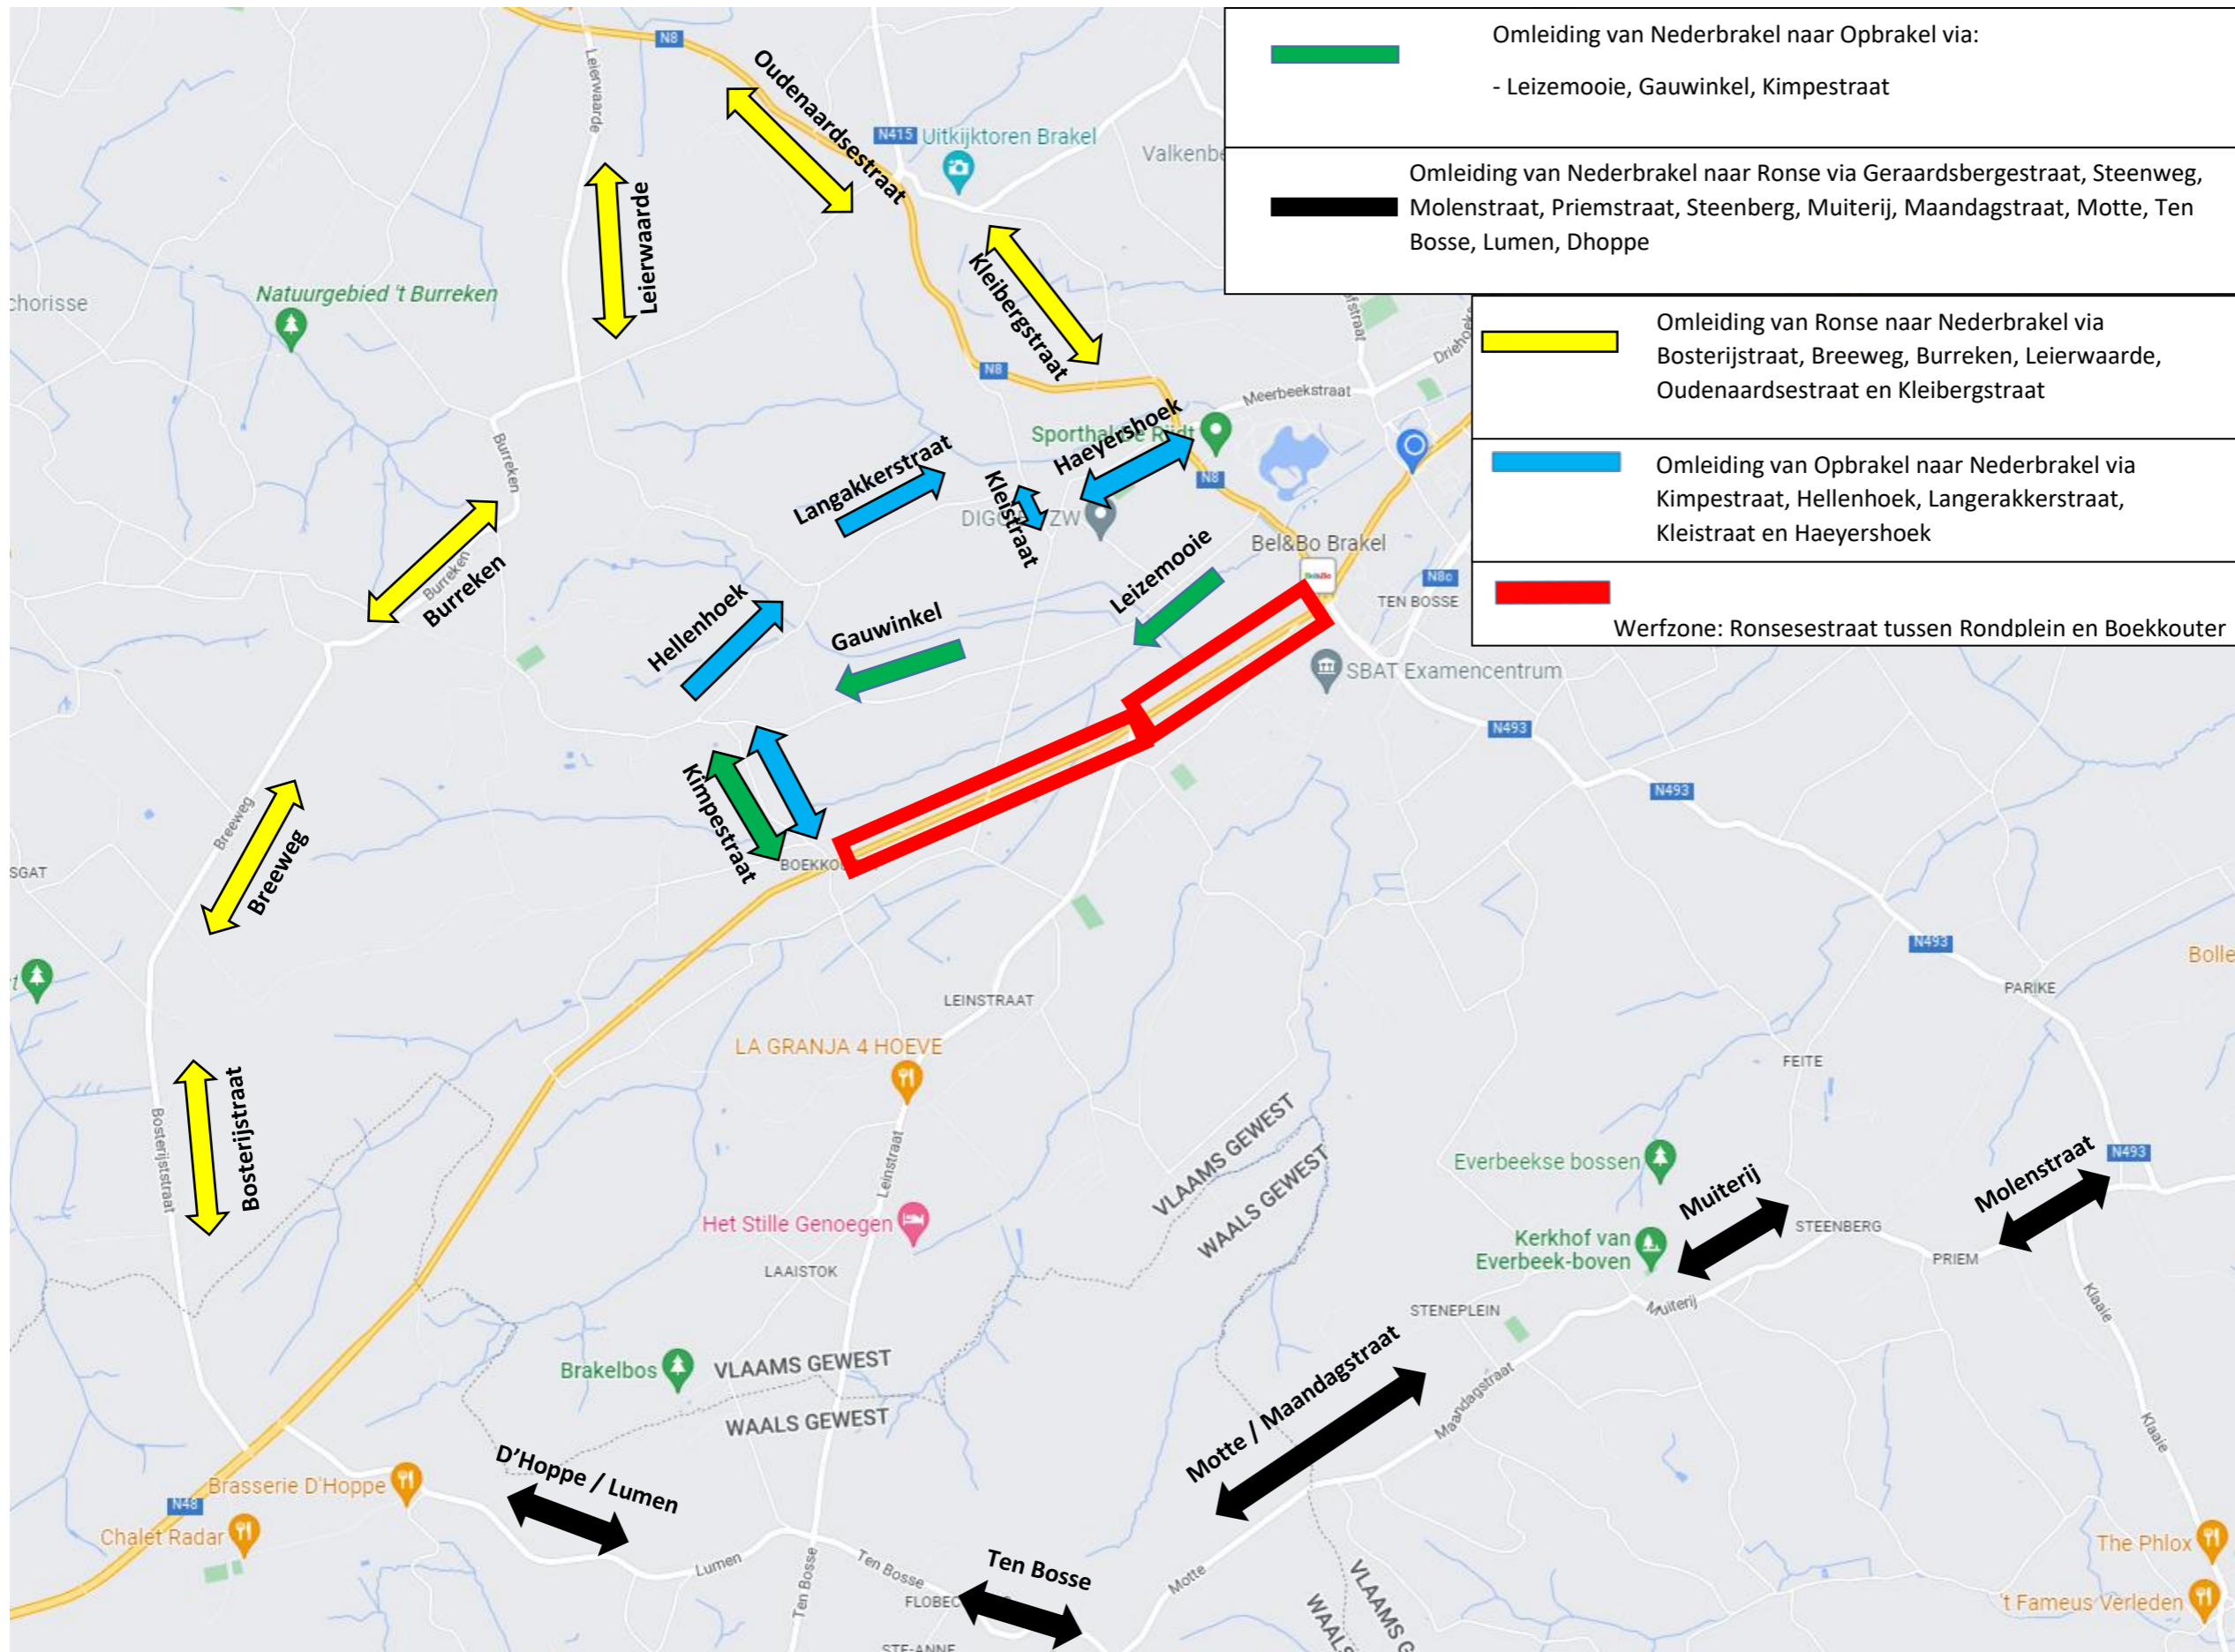 Omleiding van Nederbrakel naar Opbrakel via:
- Leizemooie, Gauwinkel, Kimpestraat
Omleiding van Nederbrakel naar Ronse via Geraardsbergestraat, Steenweg,
Molenstraat, Priemstraat, Steenberg, Muiterij, Maandagstraat, Motte, Ten
Bosse, Lumen, Dhoppe
Omleiding van Ronse naar Nederbrakel via
Bosterijstraat, Breeweg, Burreken, Leierwaarde,
Oudenaardsestraat en Kleibergstraat
Omleiding van Opbrakel naar Nederbrakel via
Kimpestraat, Hellenhoek, Langerakkerstraat,
Kleistraat en Haeyershoek
Werfzone: Ronsesestraat tussen Rondplein en Boekkouter
N8
Leierwaarde
Oudenaardsestraat
N415
Uitkijktoren Brakel
Leierwaarde
Kleibergstraat
Natuurgebied 't Burreken
chorisse
N8
Driehoeks
Meerbeekstraat
Haeyershoek
N8
Burreken
Langakkerstraat
Kleistraat
Bel&Bo Brakel
N8c
TEN BOSSE
Burreken
Burreken
Hellenhoek
Gauwinkel
Leizemooie
SBAT Examencentrum
N493
N493
Kimpestraat
Breeweg
Breeweg
SGAT
N493
Bolle
PARIKE
LEINSTRAAT
LA GRANJA 4 HOEVE
FEITE
Bosterijstraat
Bosterijstraat
Leinstraat
VLAAMS GEWEST
WAALS GEWEST
Everbeekse bossen
Muiterij
Molenstraat
N493
Het Stille Genoegen
Kerkhof van
Everbeek-boven
STEENBERG
PRIEM
LAAISTOK
STENEPLEIN
Muiterij
Klaaie
Brakelbos
VLAAMS GEWEST
WAALS GEWEST
Motte / Maandagstraat
Maandagstraat
Klaaie
D'Hoppe / Lumen
Brasserie D'Hoppe
N48
Chalet Radar
Lumen
Ten Bosse
Ten Bosse
Ten Bosse
Motte
The Phlox
't Fameus Verleden
STE-ANNE